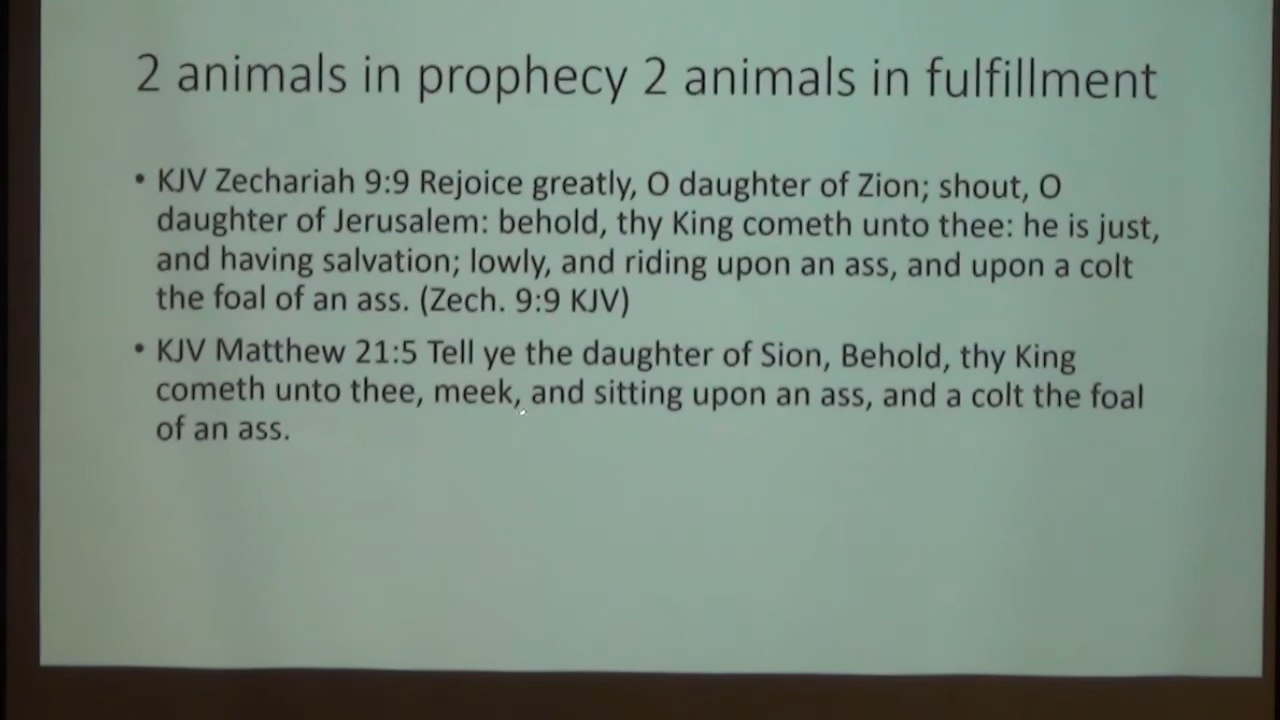 2 animals in prophecy 2 animals in fulfillment
• KJV Zechariah 9:9 Rejoice greatly, O daughter of Zion; shout, O
daughter of Jerusalem: behold, thy King cometh unto thee: he is just,
and having salvation; lowly, and riding upon an ass, and upon a colt
the foal of an ass. (Zech. 9:9 KJV)
• KJV Matthew 21:5 Tell ye the daughter of Sion, Behold, thy King
cometh unto thee, meek, and sitting upon an ass, and a colt the foal
of an ass.